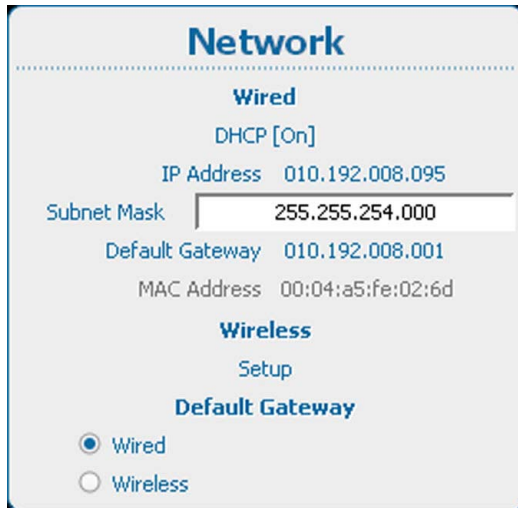 Network
Wired
DHCP [On]
IP Address 010.192.008.095
Subnet Mask 255.255.254.000
Default Gateway 010.192.008.001
MAC Address 00:04:a5:fe:02:6d
Wireless
Setup
Default Gateway
Wired
Wireless